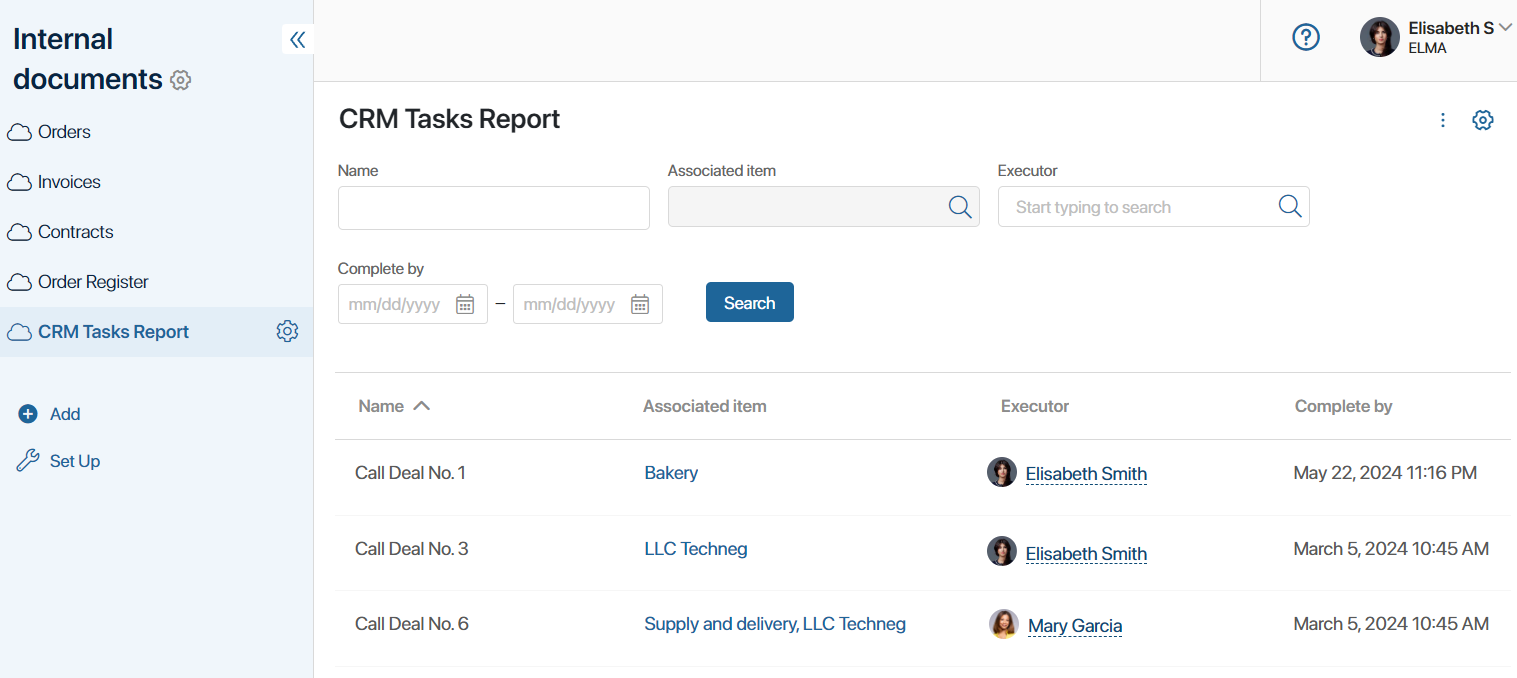 Internal
documents
Orders
Invoices
Contracts
Order Register
CRM Tasks Report
Add
Set Up
?
Elisabeth S
ELMA
CRM Tasks Report
Name
Associated item
Executor
Start typing to search
Complete by
mm/dd/yyyy – mm/dd/yyyy
Search
Name Associated item Executor Complete by
Call Deal No. 1 Bakery Elisabeth Smith May 22, 2024 11:16 PM
Call Deal No. 3 LLC Techneg Elisabeth Smith March 5, 2024 10:45 AM
Call Deal No. 6 Supply and delivery, LLC Techneg Mary Garcia March 5, 2024 10:45 AM